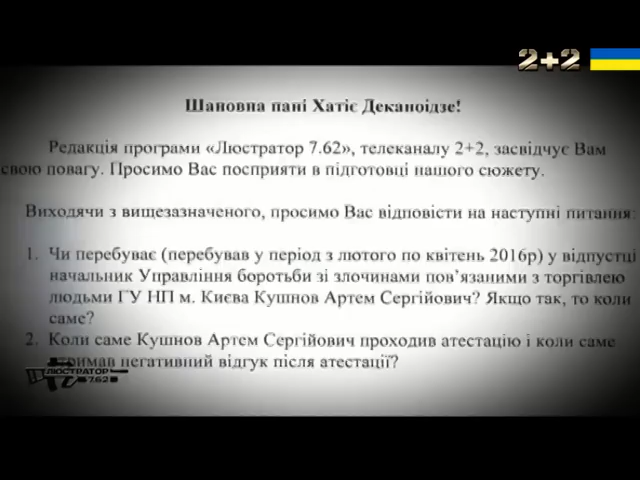 2+2
Шановна пані Хатіє Деканоідзе!
Редакція програми «Люстратор 7.62», телеканалу 2+2, засвідчує Вам
свою повагу. Просимо Вас посприяти в підготовці нашого сюжету.
Виходячи з вищезазначеного, просимо Вас відповісти на наступні питання:
1. Чи перебуває (перебував у період з лютого по квітень 2016р) у відпустці
начальник Управління боротьби зі злочинами пов’язаними з торгівлею
людьми ГУ НП м. Києва Кушнов Артем Сергійович? Якщо так, то коли
саме?
2. Коли саме Кушнов Артем Сергійович проходив атестацію і коли саме
негативний відгук після атестації?
ЛЮСТРАТОР
7.62